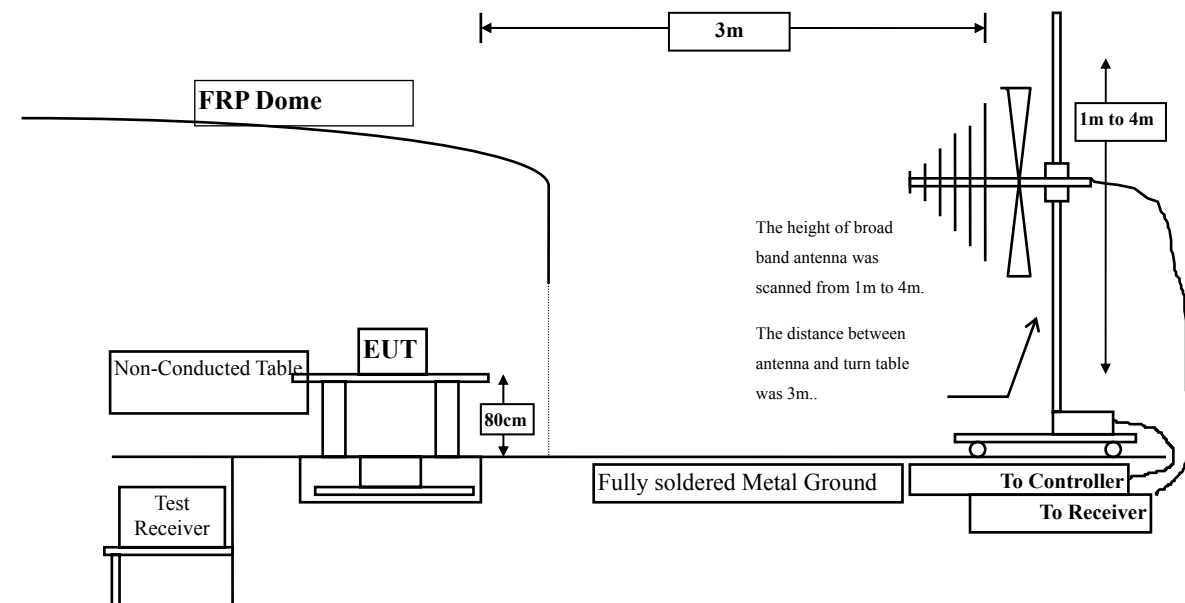 3m
FRP Dome
1m to 4m
The height of broad
band antenna was
scanned from 1m to 4m.
The distance between
antenna and turn table
was 3m..
EUT
Non-Conducted Table
80cm
Fully soldered Metal Ground
To Controller
To Receiver
Test
Receiver